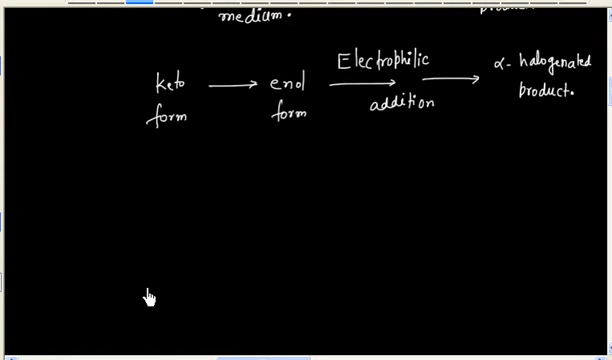 medium.
Electrophilic
α- halogenated
keto → enol → → product.
form form addition